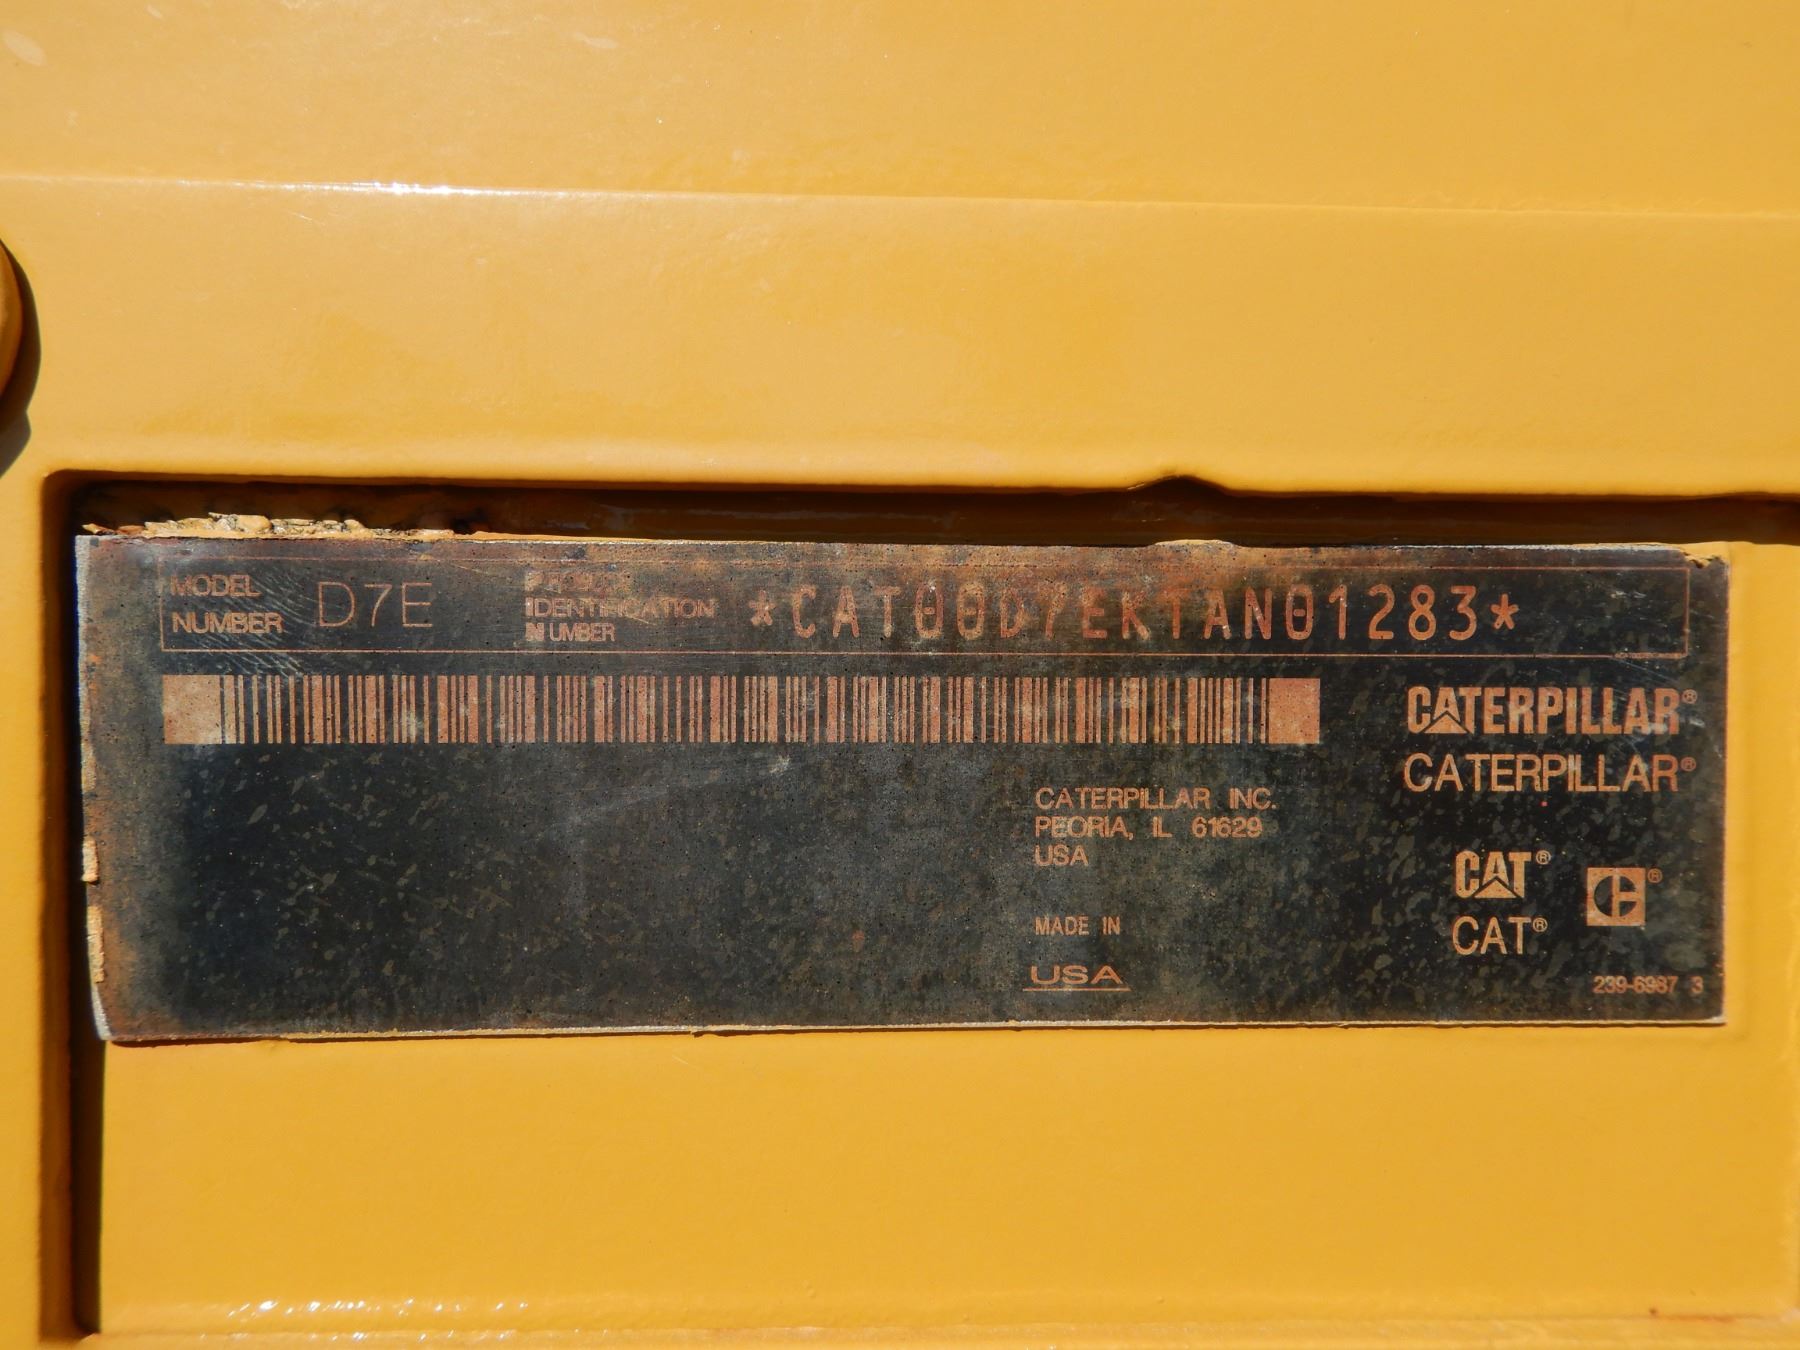 MODEL
NUMBER
D7E
PRODUCT
IDENTIFICATION
NUMBER
*CAT00D7EKTAN01283*
CATERPILLAR®
CATERPILLAR®
CATERPILLAR INC.
PEORIA, IL 61629
USA
CAT®
CAT®
C®
MADE IN
USA
239-6987 3